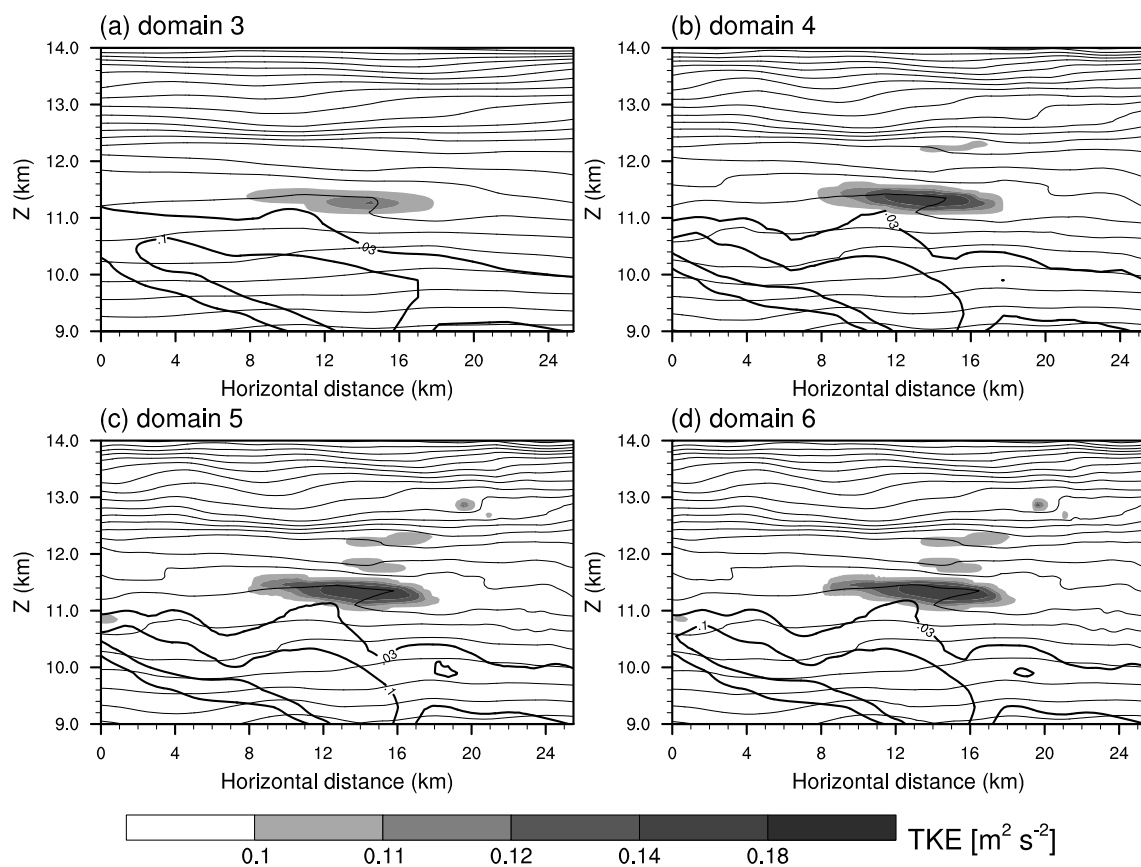 (a) domain 3
(b) domain 4
14.0
13.0
12.0
11.0
10.0
9.0
Z (km)
.1
.03
0 4 8 12 16 20 24
Horizontal distance (km)
14.0
13.0
12.0
11.0
10.0
9.0
Z (km)
.03
0 4 8 12 16 20 24
Horizontal distance (km)
(c) domain 5
(d) domain 6
14.0
13.0
12.0
11.0
10.0
9.0
Z (km)
.03
.1
0 4 8 12 16 20 24
Horizontal distance (km)
14.0
13.0
12.0
11.0
10.0
9.0
Z (km)
.1
.03
0 4 8 12 16 20 24
Horizontal distance (km)
0.1 0.11 0.12 0.14 0.18
TKE [m² s⁻²]